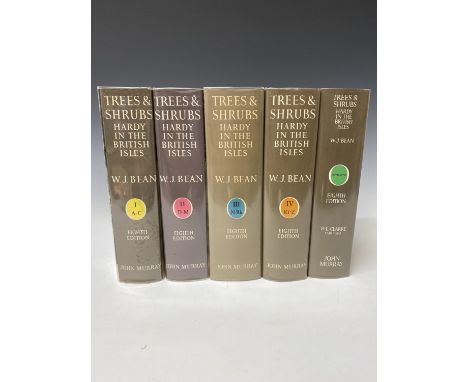 TREES &
SHRUBS
HARDY
IN THE
BRITISH
ISLES
W.J. BEAN
I
A-C
EIGHTH
EDITION
JOHN MURRAY
TREES &
SHRUBS
HARDY
IN THE
BRITISH
ISLES
W.J. BEAN
II
D-M
EIGHTH
EDITION
JOHN MURRAY
TREES &
SHRUBS
HARDY
IN THE
BRITISH
ISLES
W.J. BEAN
III
EIGHTH
EDITION
JOHN MURRAY
TREES &
SHRUBS
HARDY
IN THE
BRITISH
ISLES
W.J. BEAN
IV
RI-Z
EIGHTH
EDITION
JOHN MURRAY
TREES &
SHRUBS
HARDY
IN THE
BRITISH
ISLES
W.J. BEAN
EIGHTH
EDITION
D.L. CLARKE
JOHN
MURRAY